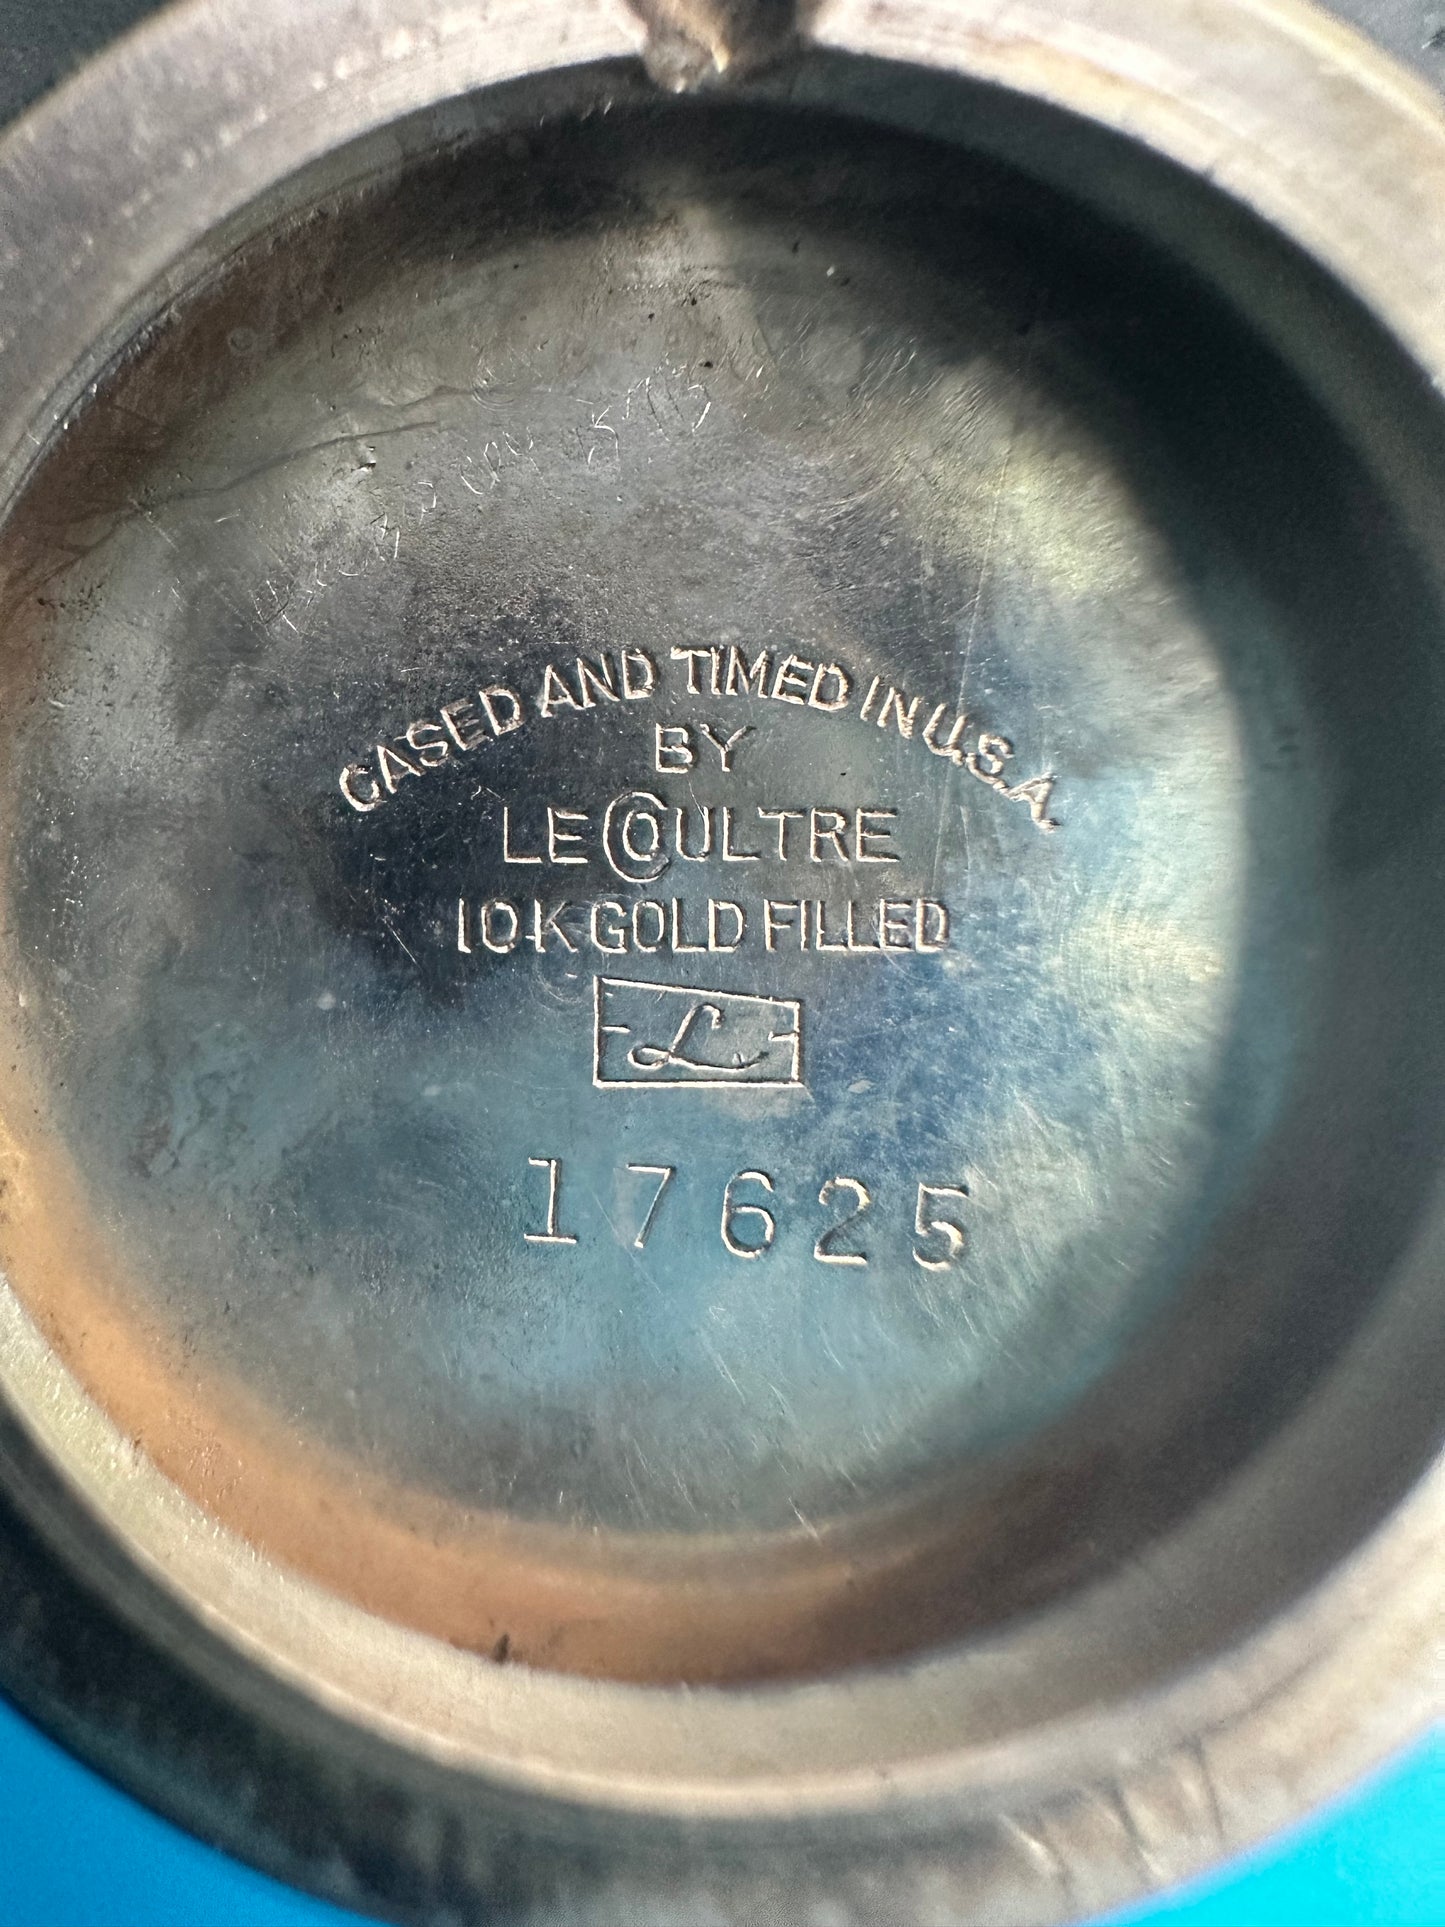 CASED AND TIMED IN U.S.A
BY
LECOULTRE
10K GOLD FILLED
L
17625